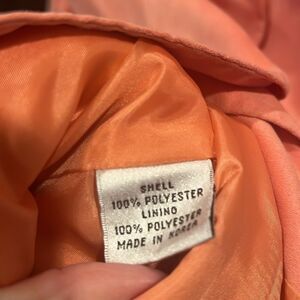 SHELL
100% POLYESTER
LINING
100% POLYESTER
MADE IN KOREA